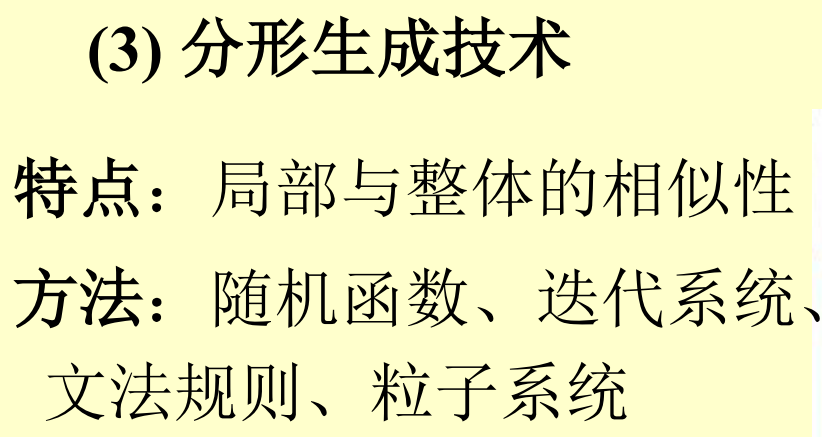 (3) 分形生成技术
特点：局部与整体的相似性
方法：随机函数、迭代系统、
文法规则、粒子系统